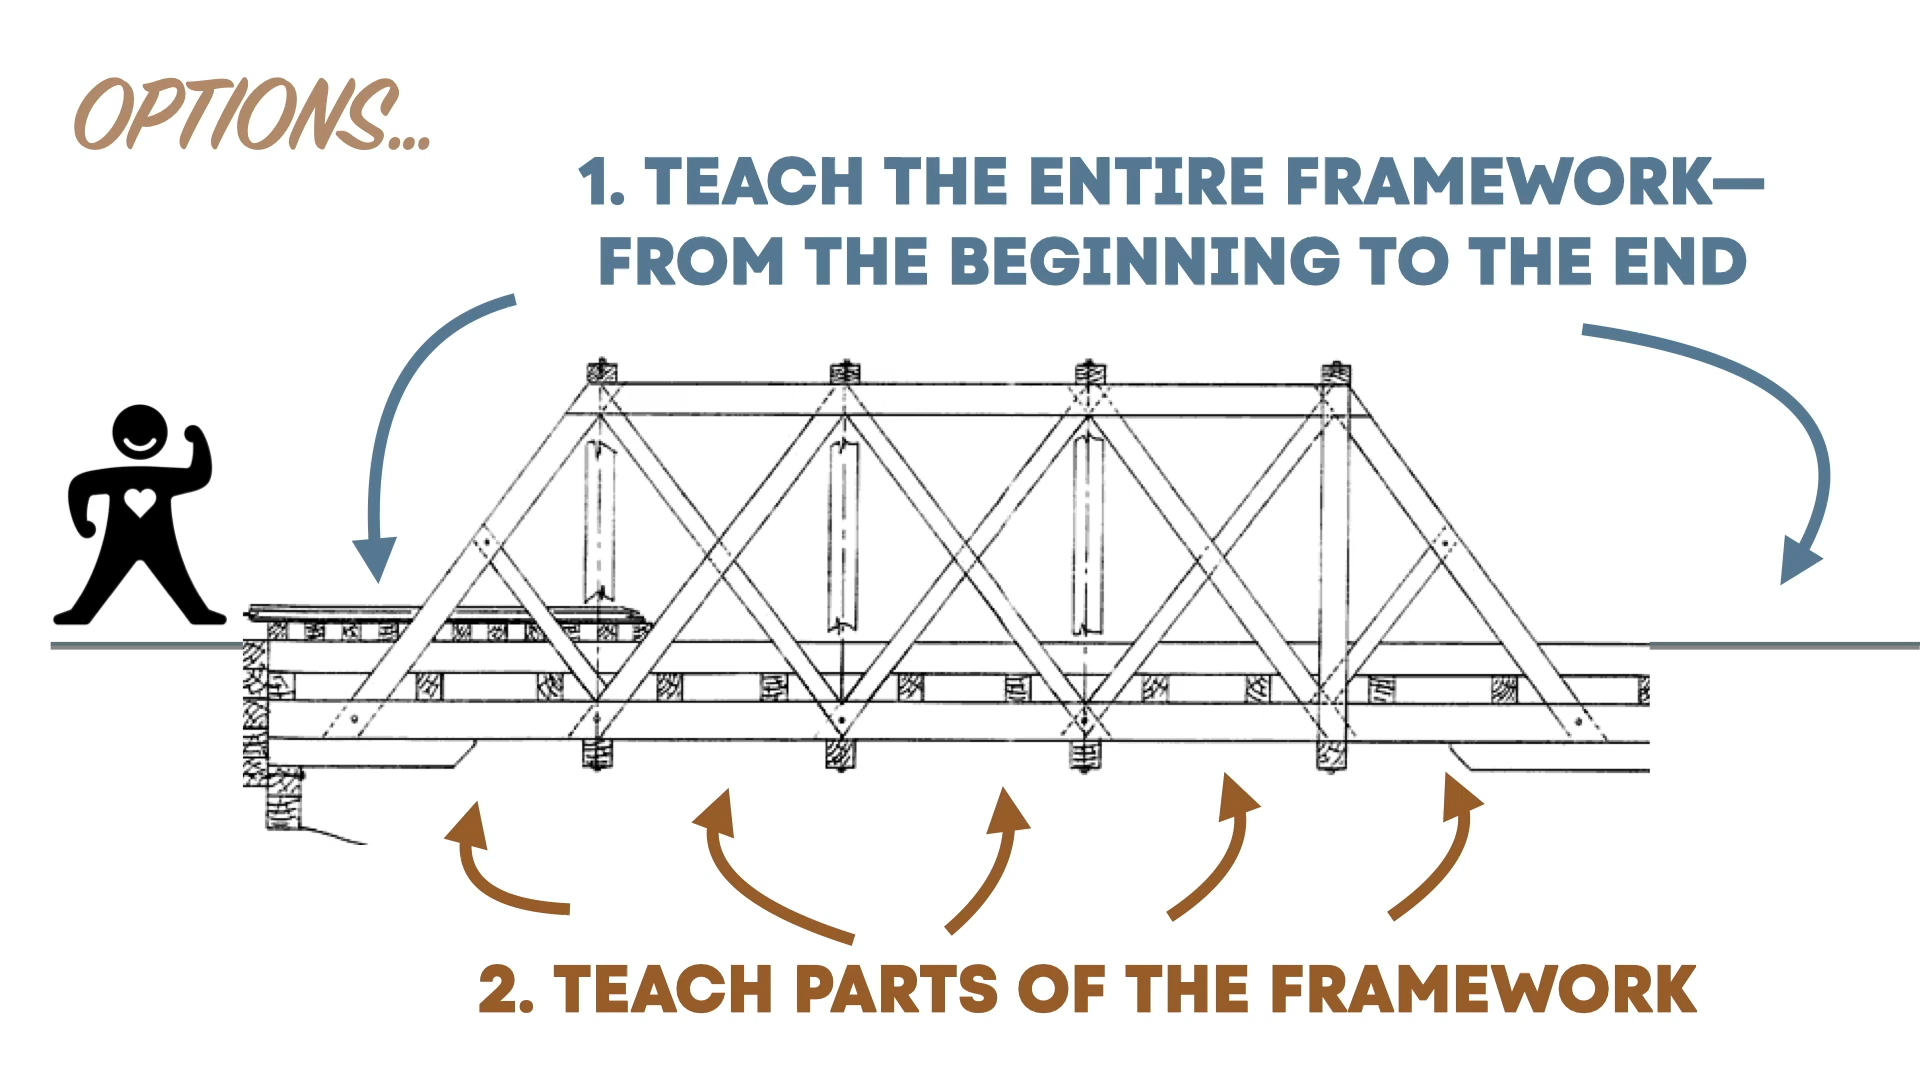 OPTIONS...
1. TEACH THE ENTIRE FRAMEWORK—
FROM THE BEGINNING TO THE END
2. TEACH PARTS OF THE FRAMEWORK